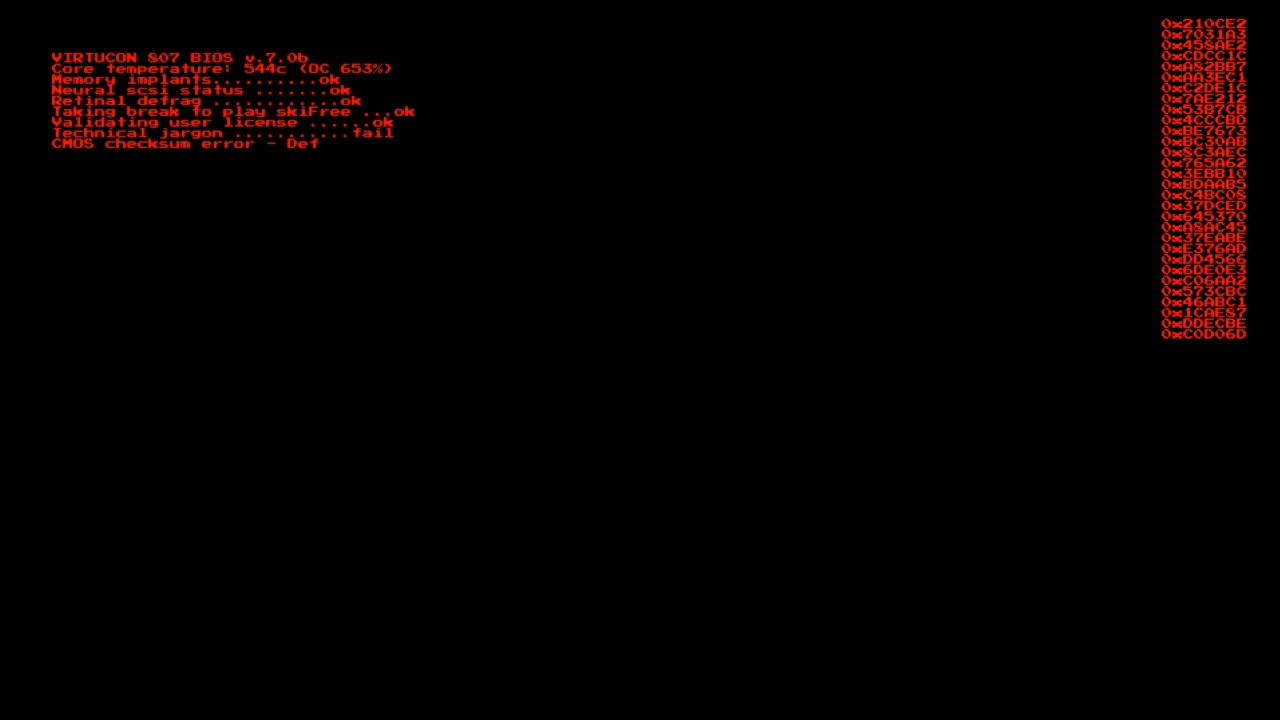 VIRTUCON 807 BIOS v.7.0b
Core temperature: 544c (OC 653%)
Memory implants..........ok
Neural scsi status .......ok
Retinal defrag ............ok
Taking break to play skiFree ...ok
Validating user license ......ok
Technical jargon ...........fail
CMOS checksum error - Def
0x210CE2
0x7031A3
0x458AE2
0xCDCC1C
0xA82BB7
0xAA3EC1
0xC2DE1C
0x7AE212
0x53B7CB
0x4CCCBD
0xBE7673
0xBC30AB
0x8C3AEC
0x765A62
0x3EBB10
0xBDAAB5
0xC4BC08
0x37DCED
0x645370
0xA8AC45
0x37EABE
0xE376AD
0xDD4566
0x6DE0E3
0xC06AA2
0x573CBC
0x46ABC1
0x1CAE87
0xDDECBE
0xC0D06D